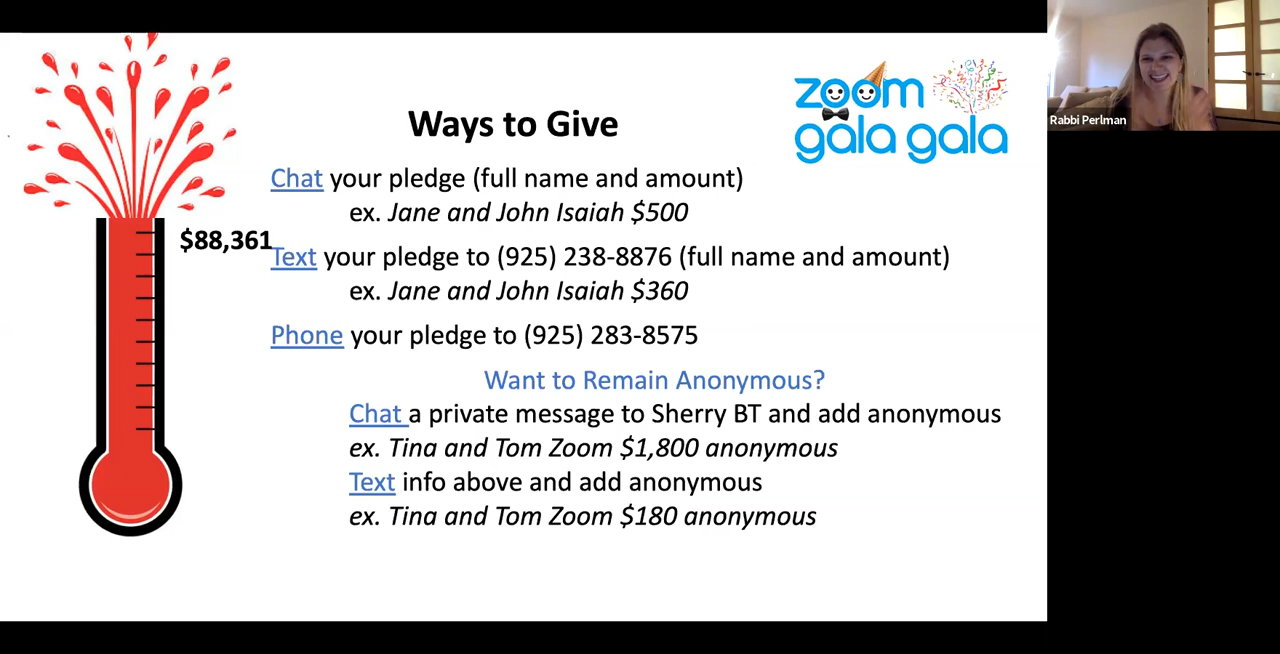 zoom
gala gala
Rabbi Perlman
Ways to Give
Chat your pledge (full name and amount)
ex. Jane and John Isaiah $500
$88,361
Text your pledge to (925) 238-8876 (full name and amount)
ex. Jane and John Isaiah $360
Phone your pledge to (925) 283-8575
Want to Remain Anonymous?
Chat a private message to Sherry BT and add anonymous
ex. Tina and Tom Zoom $1,800 anonymous
Text info above and add anonymous
ex. Tina and Tom Zoom $180 anonymous